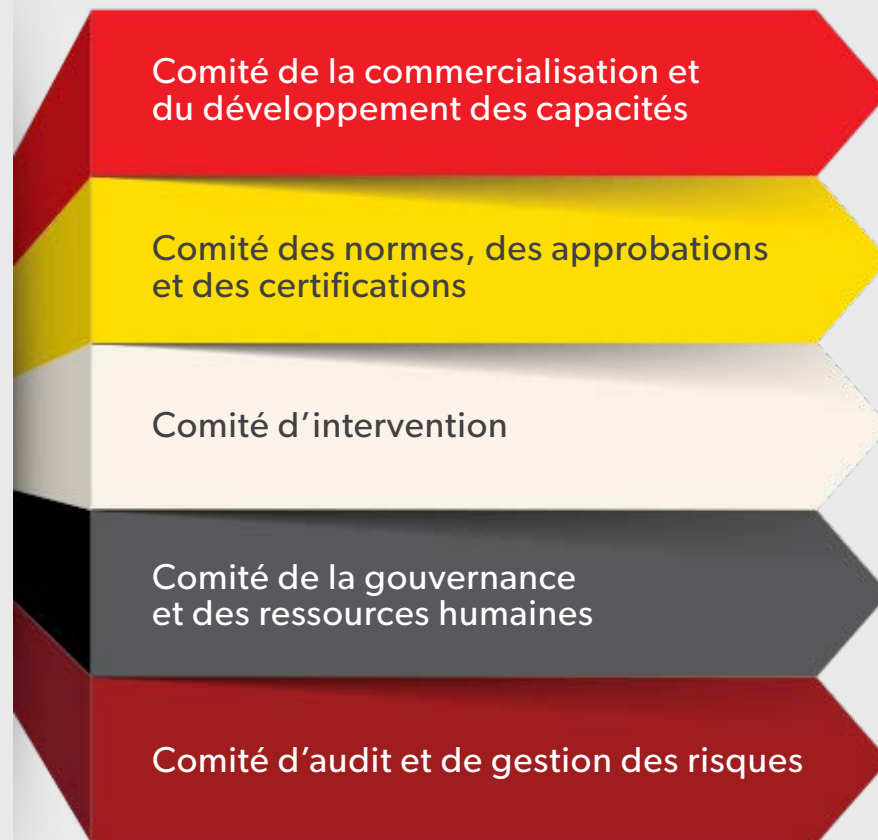 Comité de la commercialisation et
du développement des capacités
Comité des normes, des approbations
et des certifications
Comité d’intervention
Comité de la gouvernance
et des ressources humaines
Comité d’audit et de gestion des risques